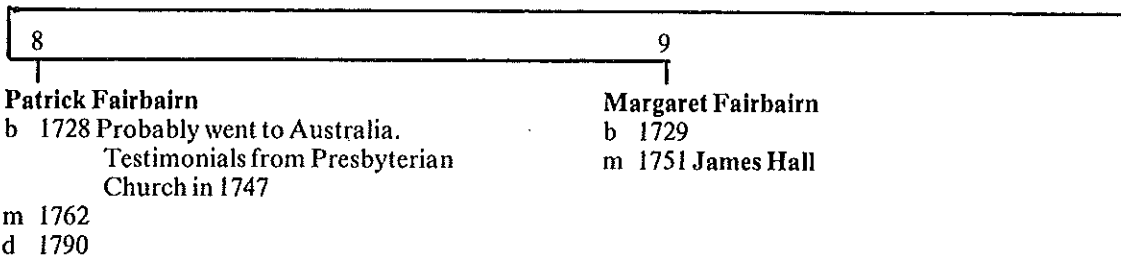 8
9
Patrick Fairbairn
b 1728 Probably went to Australia.
Testimonials from Presbyterian
Church in 1747
m 1762
d 1790
Margaret Fairbairn
b 1729
m 1751 James Hall